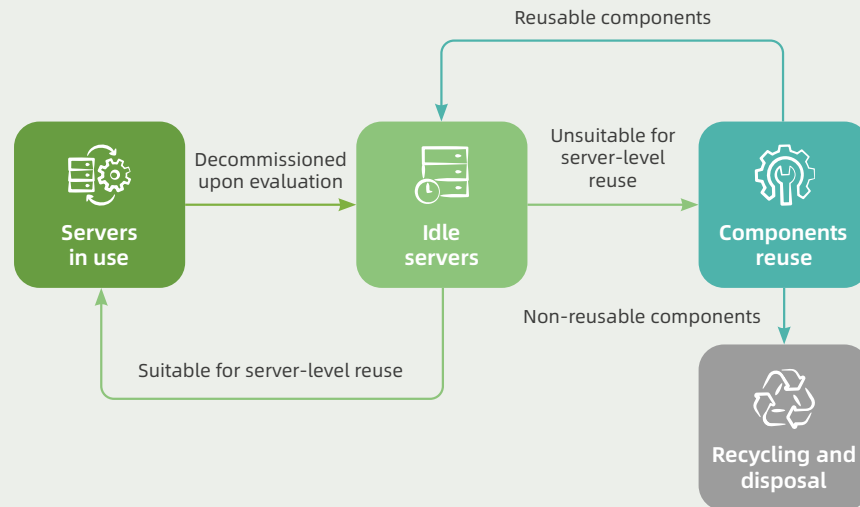 Reusable components
Decommissioned
upon evaluation
Unsuitable for
server-level
reuse
Servers
in use
Idle
servers
Components
reuse
Non-reusable components
Suitable for server-level reuse
Recycling and
disposal